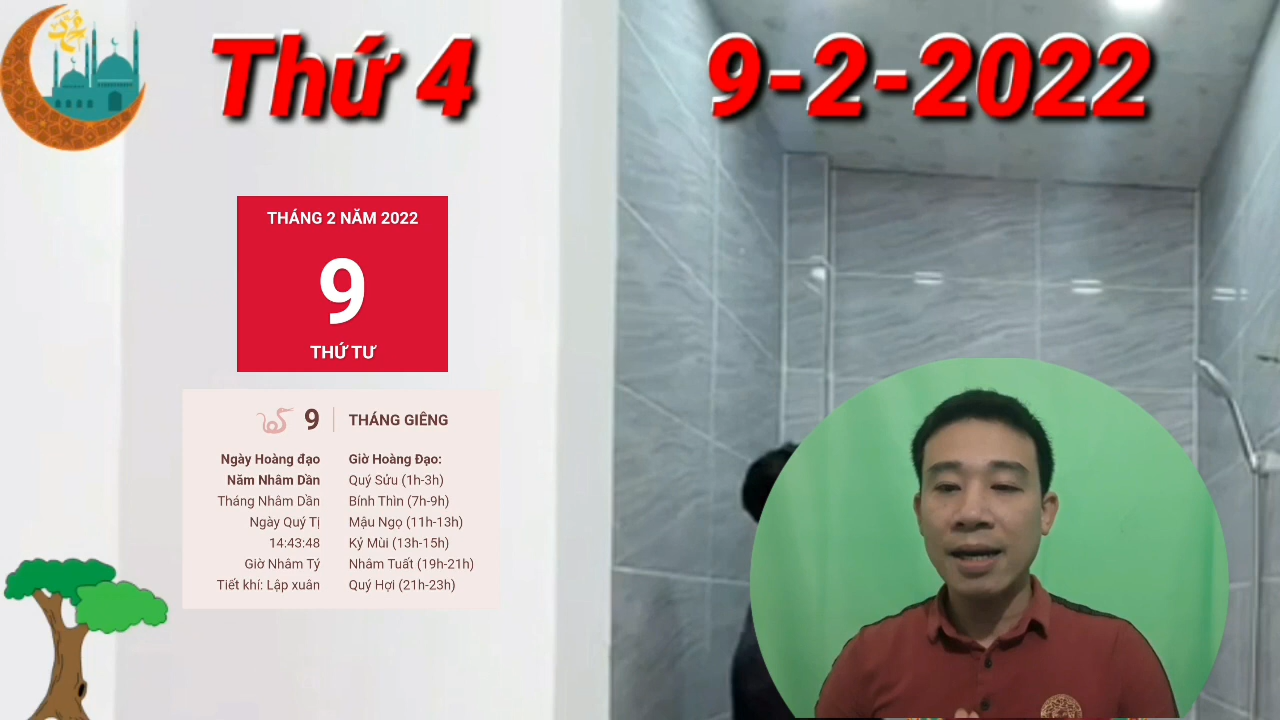 Thứ 4
9-2-2022
THÁNG 2 NĂM 2022
9
THỨ TƯ
9
THÁNG GIÊNG
Ngày Hoàng đạo
Năm Nhâm Dần
Tháng Nhâm Dần
Ngày Quý Tị
14:43:48
Giờ Nhâm Tý
Tiết khí: Lập xuân
Giờ Hoàng Đạo:
Quý Sửu (1h-3h)
Bính Thìn (7h-9h)
Mậu Ngọ (11h-13h)
Kỷ Mùi (13h-15h)
Nhâm Tuất (19h-21h)
Quý Hợi (21h-23h)